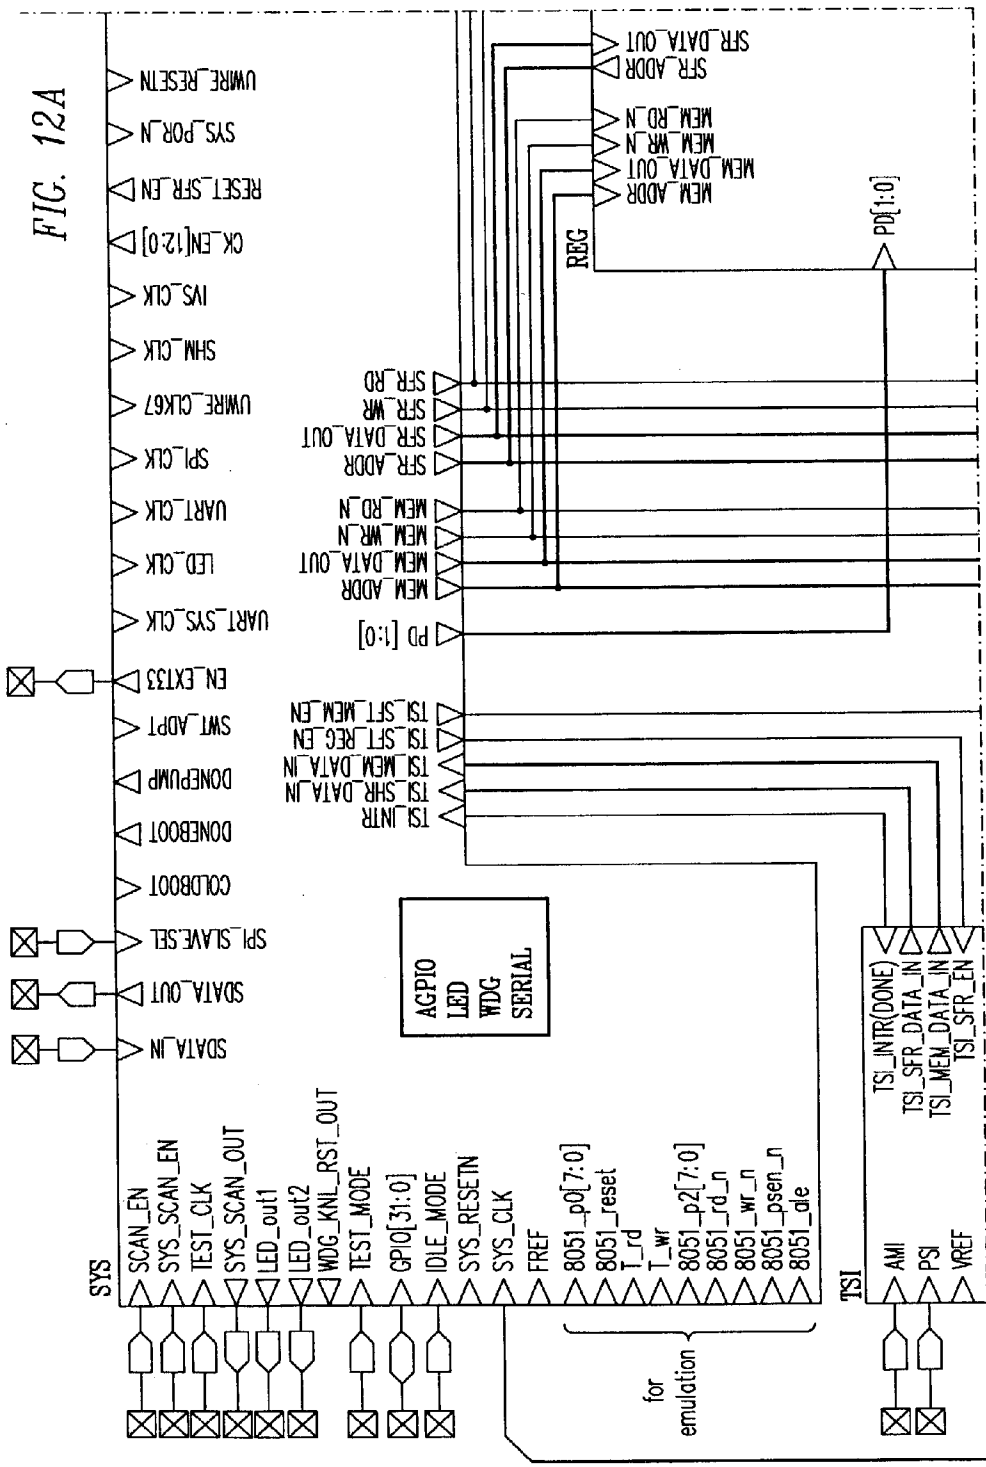 FIG. 12A
UWRE_RESETN
SYS_POR_N
RESET_SFR_EN
CK_EN[12:0]
IVS_CLK
SHM_CLK
UWRE_CLK67
SPI_CLK
UART_CLK
LED_CLK
UART_SYS_CLK
EN_EXT33
SWT_ADPT
DONEPUMP
DONEBOOT
COLDBOOT
SPI_SLAVE.SEL
SDATA_OUT
SDATA_IN
SYS
SCAN_EN
SYS_SCAN_EN
TEST_CLK
SYS_SCAN_OUT
LED_out1
LED_out2
WDG_KNL_RST_OUT
TEST_MODE
GPIO[31:0]
IDLE_MODE
SYS_RESETN
SYS_CLK
FREF
8051_p0[7:0]
8051_reset
T_rd
T_wr
8051_p2[7:0]
8051_rd_n
8051_wr_n
8051_psen_n
8051_ale
for
emulation
AGPIO
LED
WDG
SERIAL
SFR_RD
SFR_WR
SFR_DATA_OUT
SFR_ADDR
MEM_RD_N
MEM_WR_N
MEM_DATA_OUT
MEM_ADDR
PD [1:0]
TSI_SFT_MEM_EN
TSI_SFT_REG_EN
TSI_MEM_DATA_IN
TSI_SHR_DATA_IN
TSI_INTR
REG
SFR_DATA_OUT
SFR_ADDR
MEM_RD_N
MEM_WR_N
MEM_DATA_OUT
MEM_ADDR
PD[1:0]
TSI
AMI
PSI
VREF
TSI_INTR(DONE)
TSI_SFR_DATA_IN
TSI_MEM_DATA_IN
TSI_SFR_EN